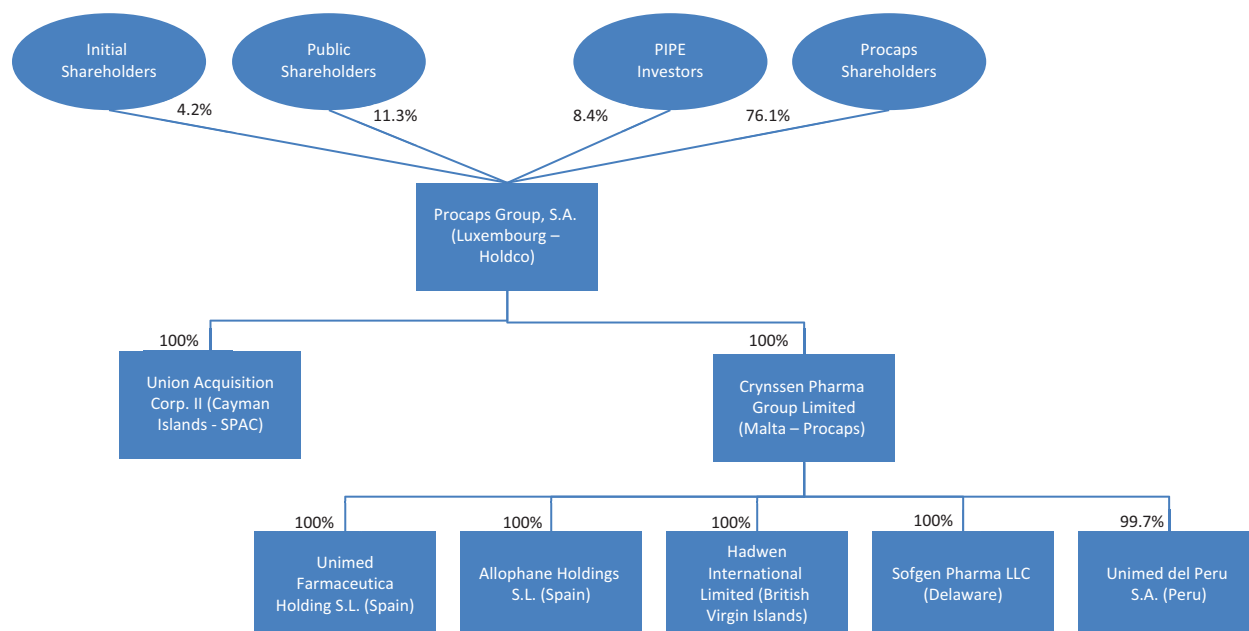 Initial
Shareholders
Public
Shareholders
PIPE
Investors
Procaps
Shareholders
4.2%
11.3%
8.4%
76.1%
Procaps Group, S.A.
(Luxembourg –
Holdco)
100%
100%
Union Acquisition
Corp. II (Cayman
Islands - SPAC)
Crynssen Pharma
Group Limited
(Malta – Procaps)
100%
100%
100%
100%
99.7%
Unimed
Farmaceutica
Holding S.L. (Spain)
Allophane Holdings
S.L. (Spain)
Hadwen
International
Limited (British
Virgin Islands)
Sofgen Pharma LLC
(Delaware)
Unimed del Peru
S.A. (Peru)